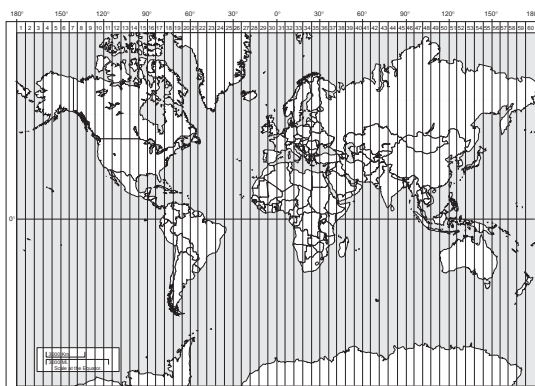 180° 150° 120° 90° 60° 30° 0° 30° 60° 90° 120° 150° 180°
1 2 3 4 5 6 7 8 9 10 11 12 13 14 15 16 17 18 19 20 21 22 23 24 25 26 27 28 29 30 31 32 33 34 35 36 37 38 39 40 41 42 43 44 45 46 47 48 49 50 51 52 53 54 55 56 57 58 59 60
0°
3000 Km
3000 Mi.
Scale at the Equator